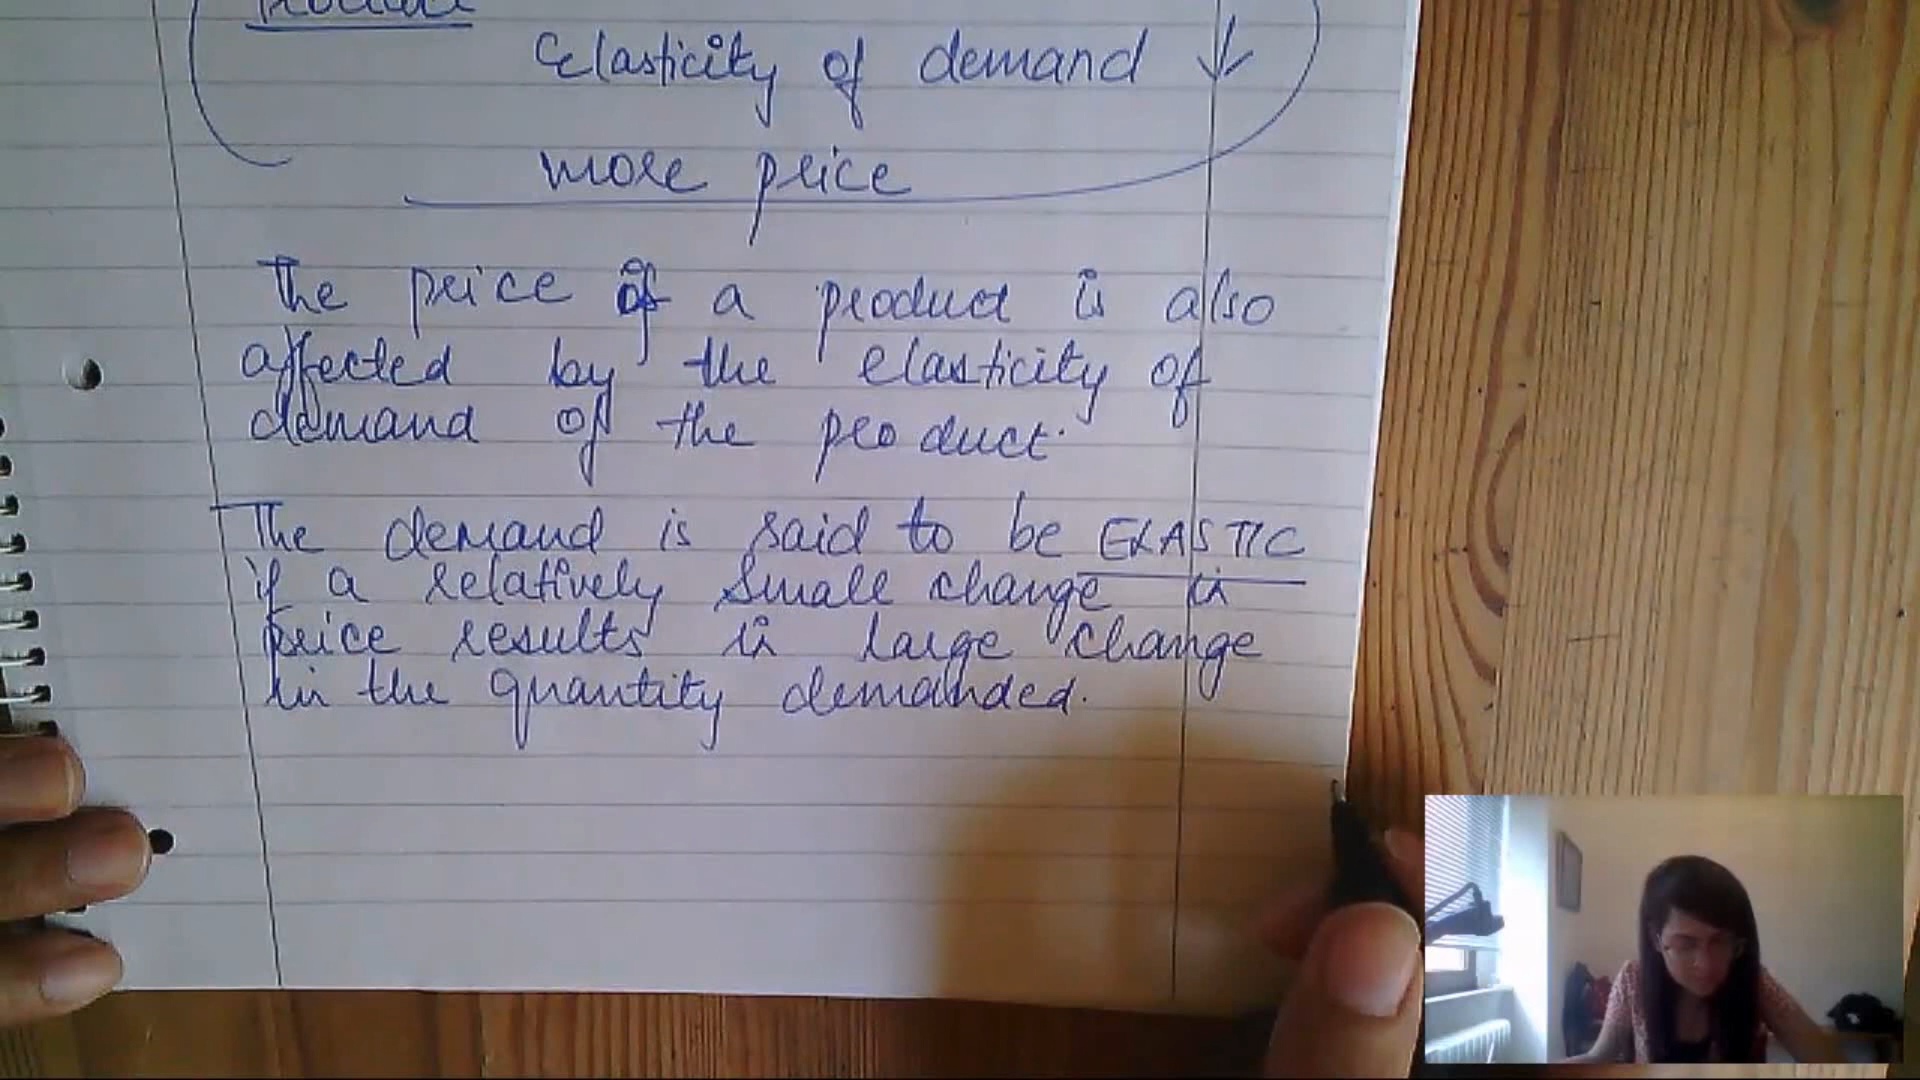 Product
Elasticity of demand ↓
more price
The price of a product is also
affected by the elasticity of
demand of the product.
The demand is said to be ELASTIC
if a relatively small change in
price results in large change
in the quantity demanded.